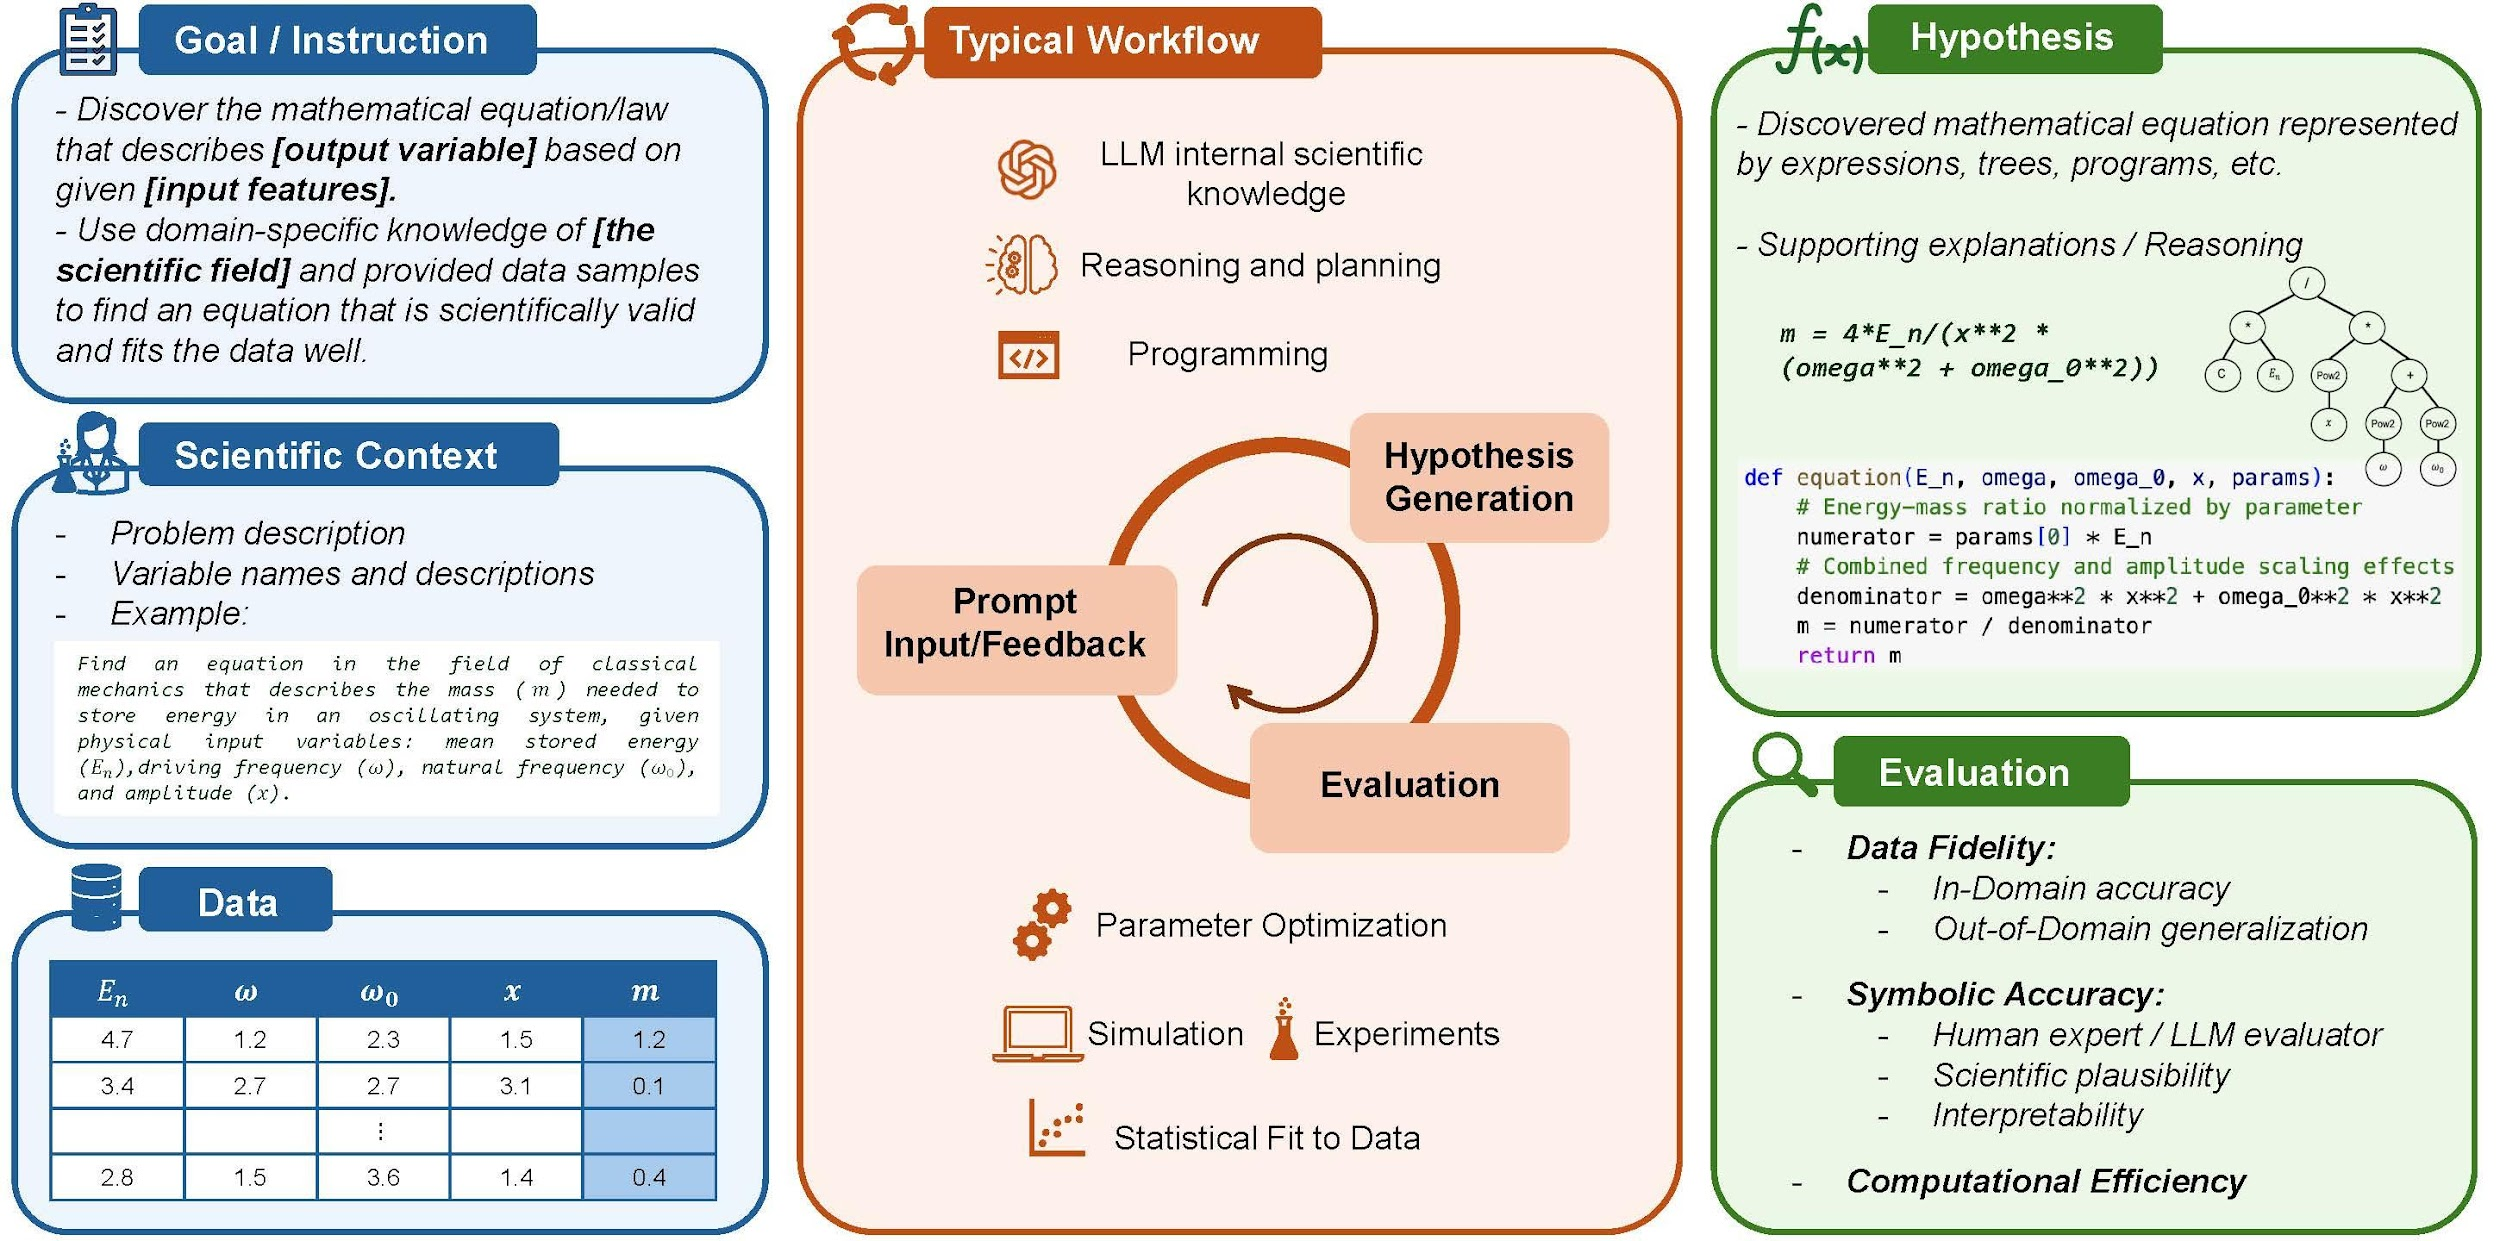 Goal / Instruction
- Discover the mathematical equation/law
that describes [output variable] based on
given [input features].
- Use domain-specific knowledge of [the
scientific field] and provided data samples
to find an equation that is scientifically valid
and fits the data well.
Scientific Context
- Problem description
- Variable names and descriptions
- Example:
Find an equation in the field of classical
mechanics that describes the mass (m) needed to
store energy in an oscillating system, given
physical input variables: mean stored energy
(Eₙ),driving frequency (ω), natural frequency (ω₀),
and amplitude (x).
Data
Eₙ ω ω₀ x m
4.7 1.2 2.3 1.5 1.2
3.4 2.7 2.7 3.1 0.1
⋮
2.8 1.5 3.6 1.4 0.4
Typical Workflow
LLM internal scientific
knowledge
Reasoning and planning
</>
Programming
Hypothesis
Generation
Prompt
Input/Feedback
Evaluation
Parameter Optimization
Simulation
Experiments
Statistical Fit to Data
f(x)
Hypothesis
- Discovered mathematical equation represented
by expressions, trees, programs, etc.
- Supporting explanations / Reasoning
m = 4*E_n/(x**2 *
(omega**2 + omega_0**2))
/
* *
C Eₙ Pow2 +
x Pow2 Pow2
ω ω₀
def equation(E_n, omega, omega_0, x, params):
# Energy-mass ratio normalized by parameter
numerator = params[0] * E_n
# Combined frequency and amplitude scaling effects
denominator = omega**2 * x**2 + omega_0**2 * x**2
m = numerator / denominator
return m
Evaluation
- Data Fidelity:
- In-Domain accuracy
- Out-of-Domain generalization
- Symbolic Accuracy:
- Human expert / LLM evaluator
- Scientific plausibility
- Interpretability
- Computational Efficiency